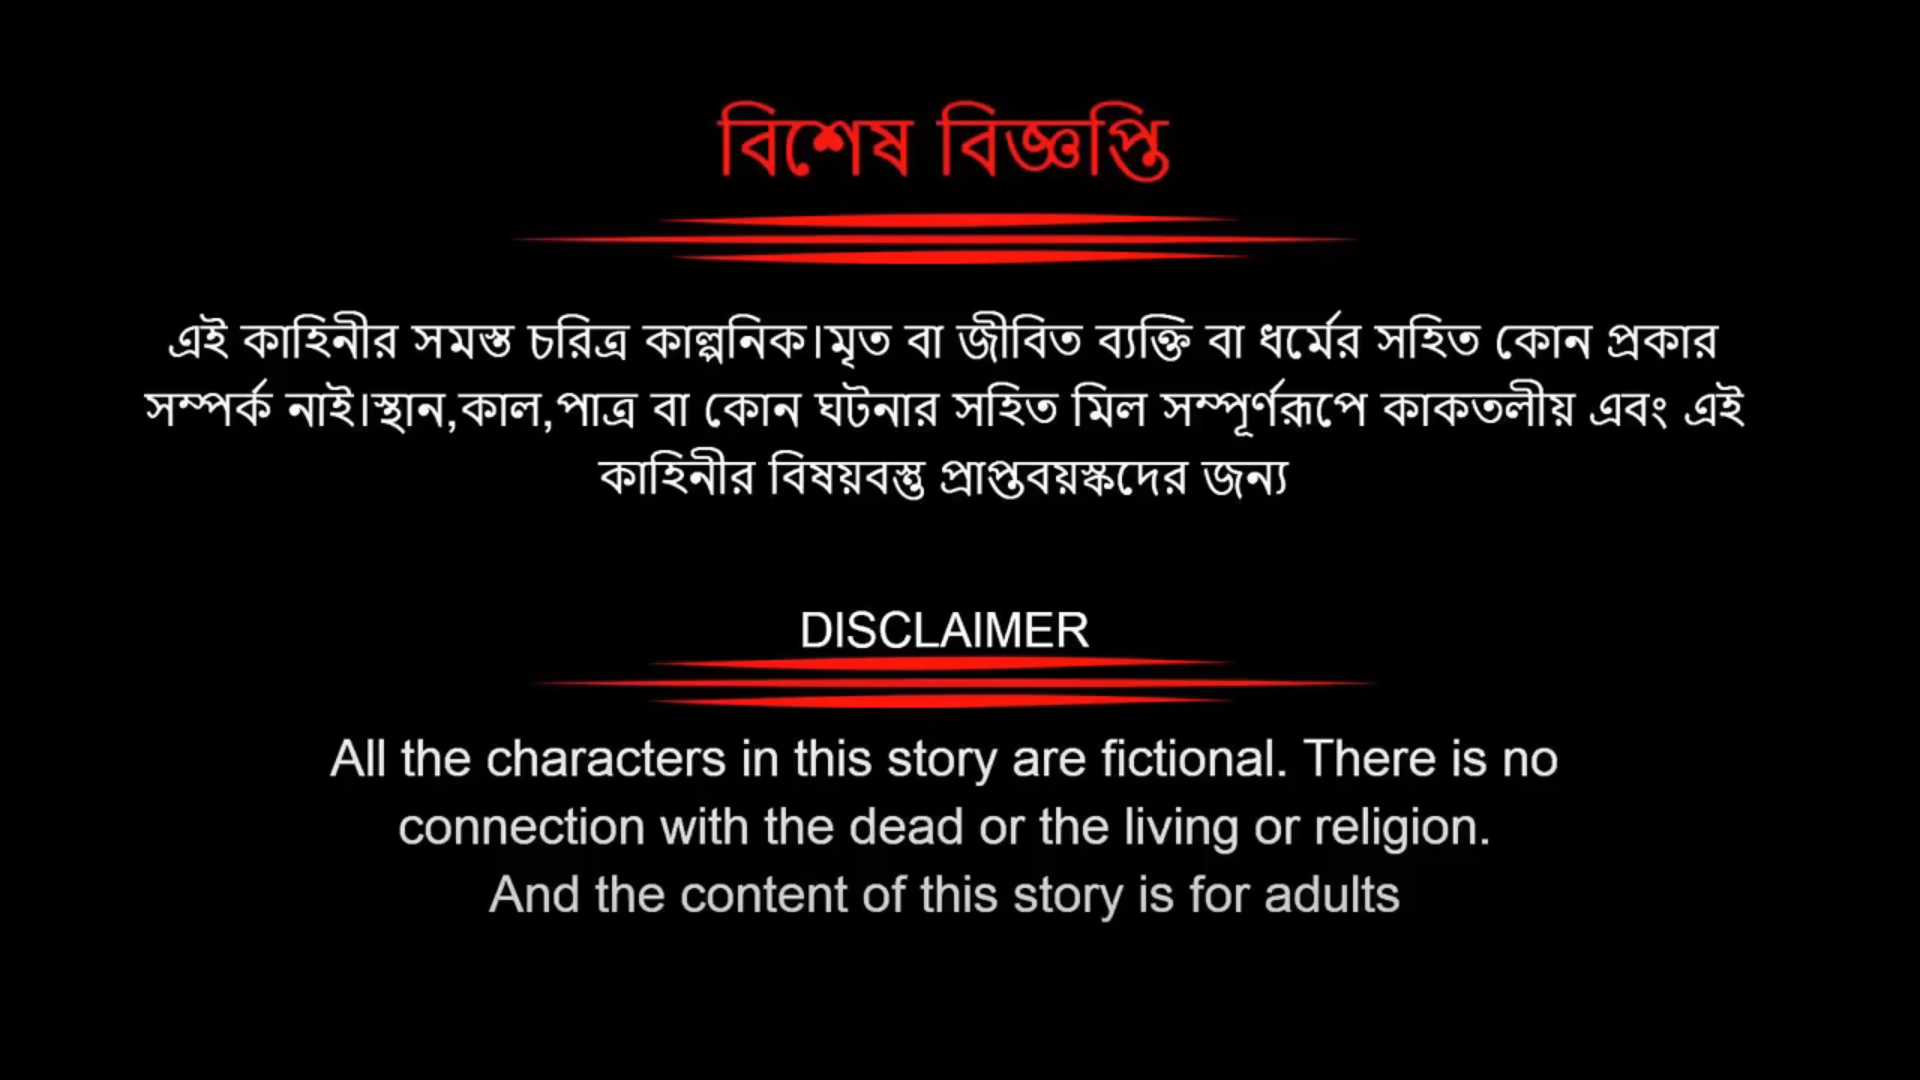 বিশেষ বিজ্ঞপ্তি
এই কাহিনীর সমস্ত চরিত্র কাল্পনিক।মৃত বা জীবিত ব্যক্তি বা ধর্মের সহিত কোন প্রকার
সম্পর্ক নাই।স্থান,কাল,পাত্র বা কোন ঘটনার সহিত মিল সম্পূর্ণরূপে কাকতলীয় এবং এই
কাহিনীর বিষয়বস্তু প্রাপ্তবয়স্কদের জন্য
DISCLAIMER
All the characters in this story are fictional. There is no
connection with the dead or the living or religion.
And the content of this story is for adults